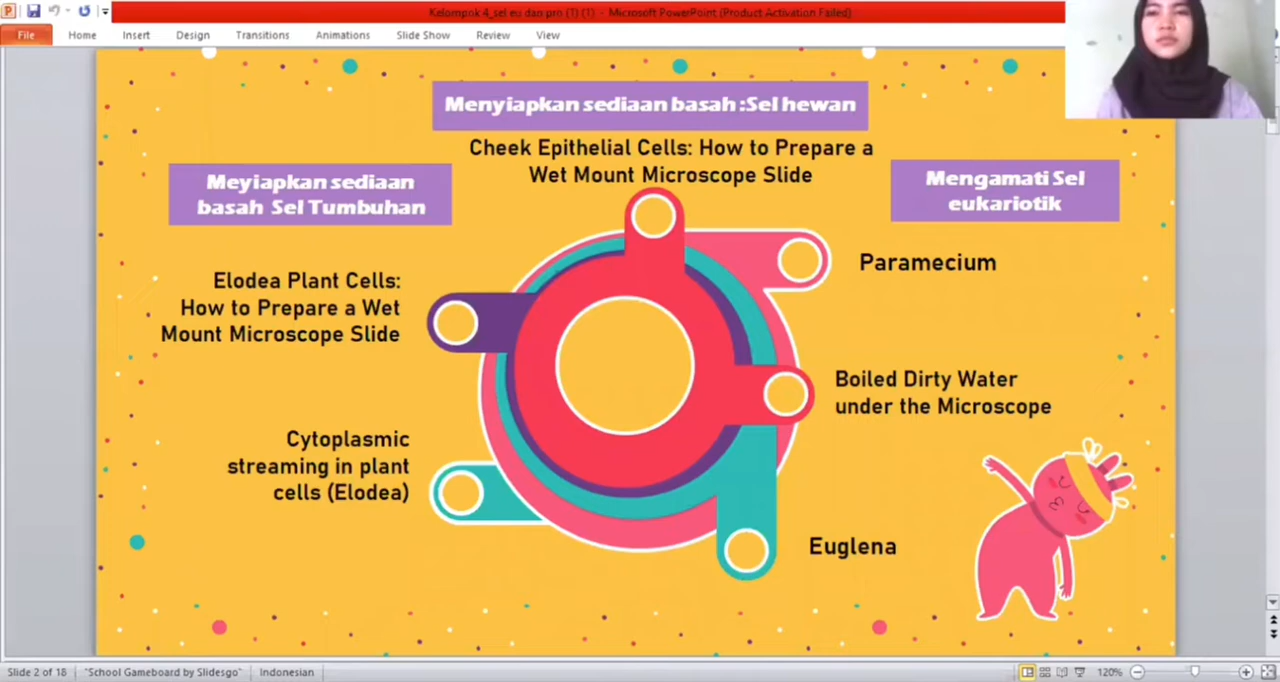 Kelompok 4_sel eu dan pro (1) (1) - Microsoft PowerPoint (Product Activation Failed)
File Home Insert Design Transitions Animations Slide Show Review View
Menyiapkan sediaan basah :Sel hewan
Cheek Epithelial Cells: How to Prepare a
Wet Mount Microscope Slide
Meyiapkan sediaan
basah Sel Tumbuhan
Mengamati Sel
eukariotik
Elodea Plant Cells:
How to Prepare a Wet
Mount Microscope Slide
Paramecium
Boiled Dirty Water
under the Microscope
Cytoplasmic
streaming in plant
cells (Elodea)
Euglena
Slide 2 of 18 "School Gameboard by Slidesgo" Indonesian 120%